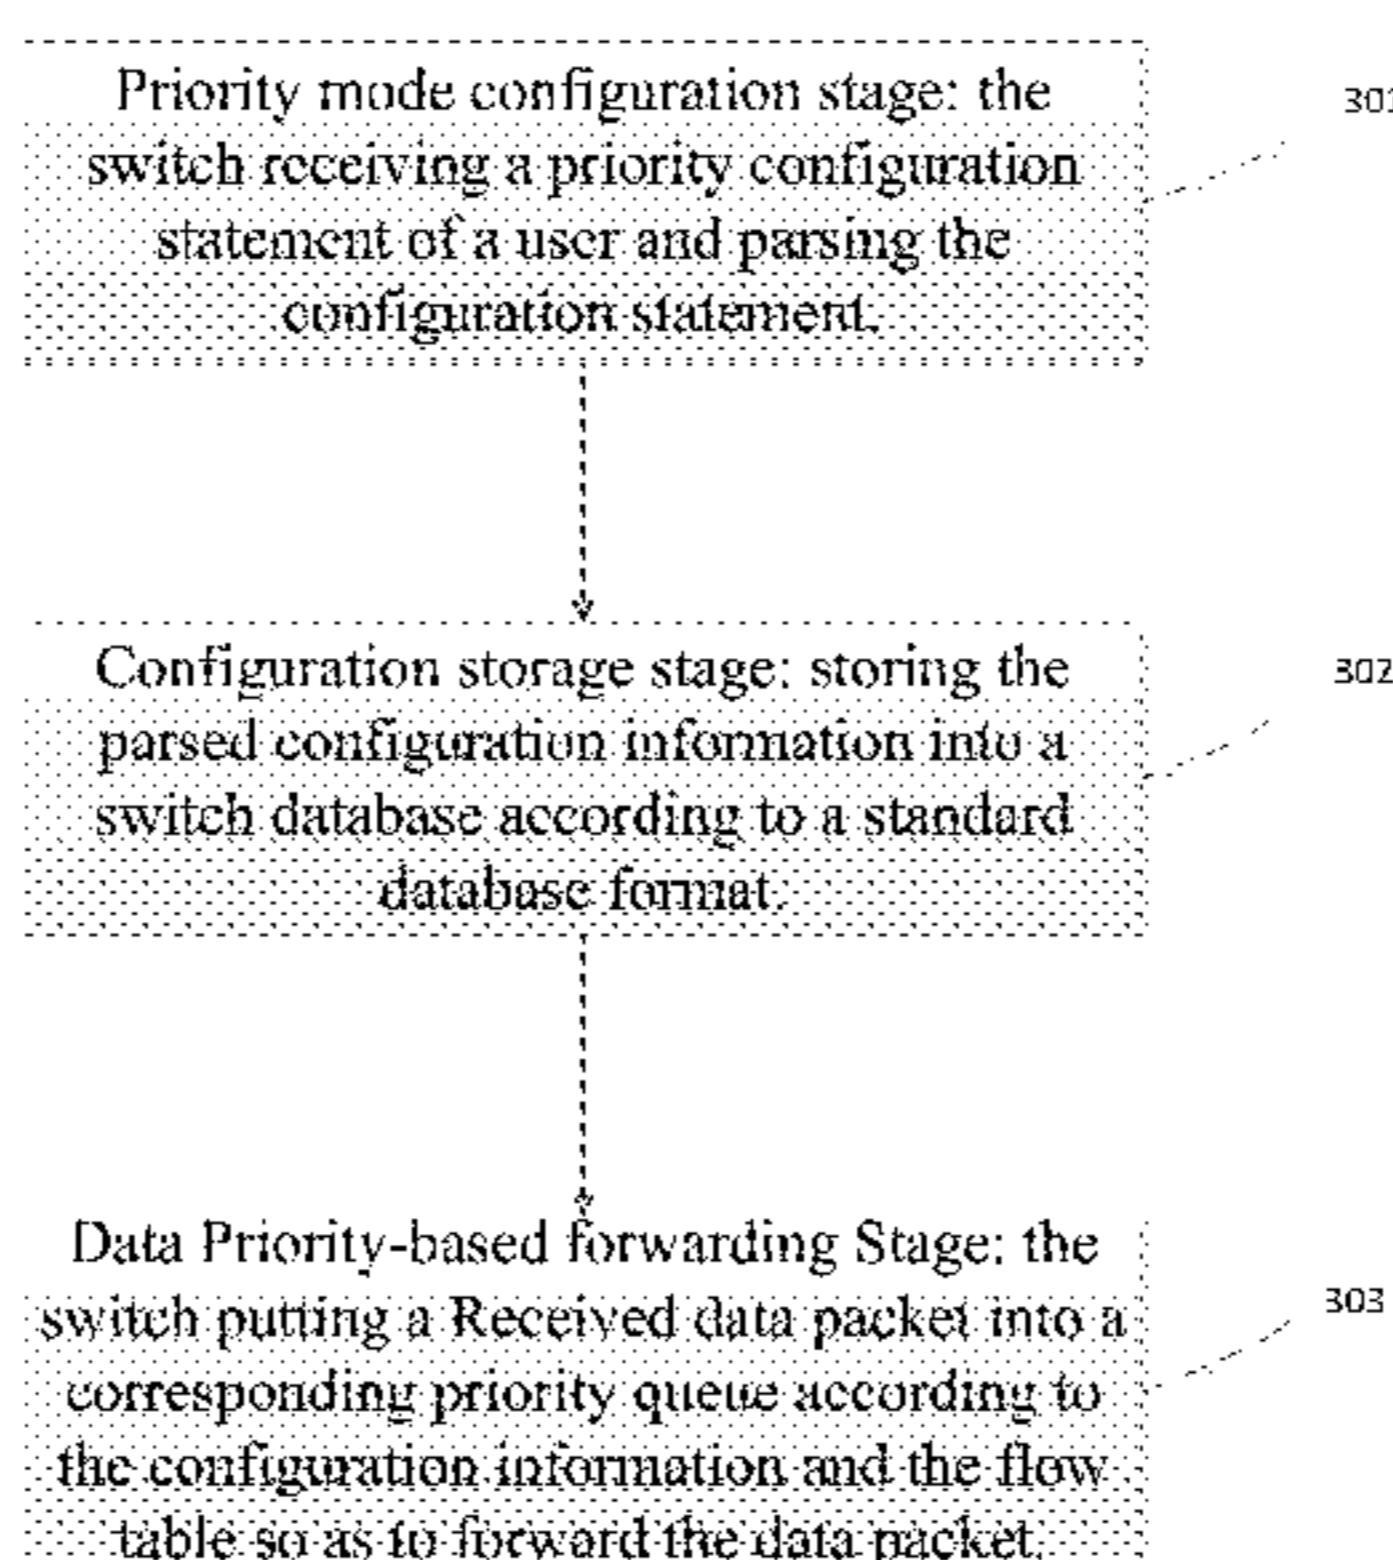 Priority mode configuration stage: the
301
switch receiving a priority configuration
statement of a user and parsing the
configuration statement.
Configuration storage stage: storing the
302
parsed configuration information into a
switch database according to a standard
database format.
Data Priority-based forwarding Stage: the
switch putting a Received data packet into a
303
corresponding priority queue according to
the configuration information and the flow
table so as to forward the data packet.